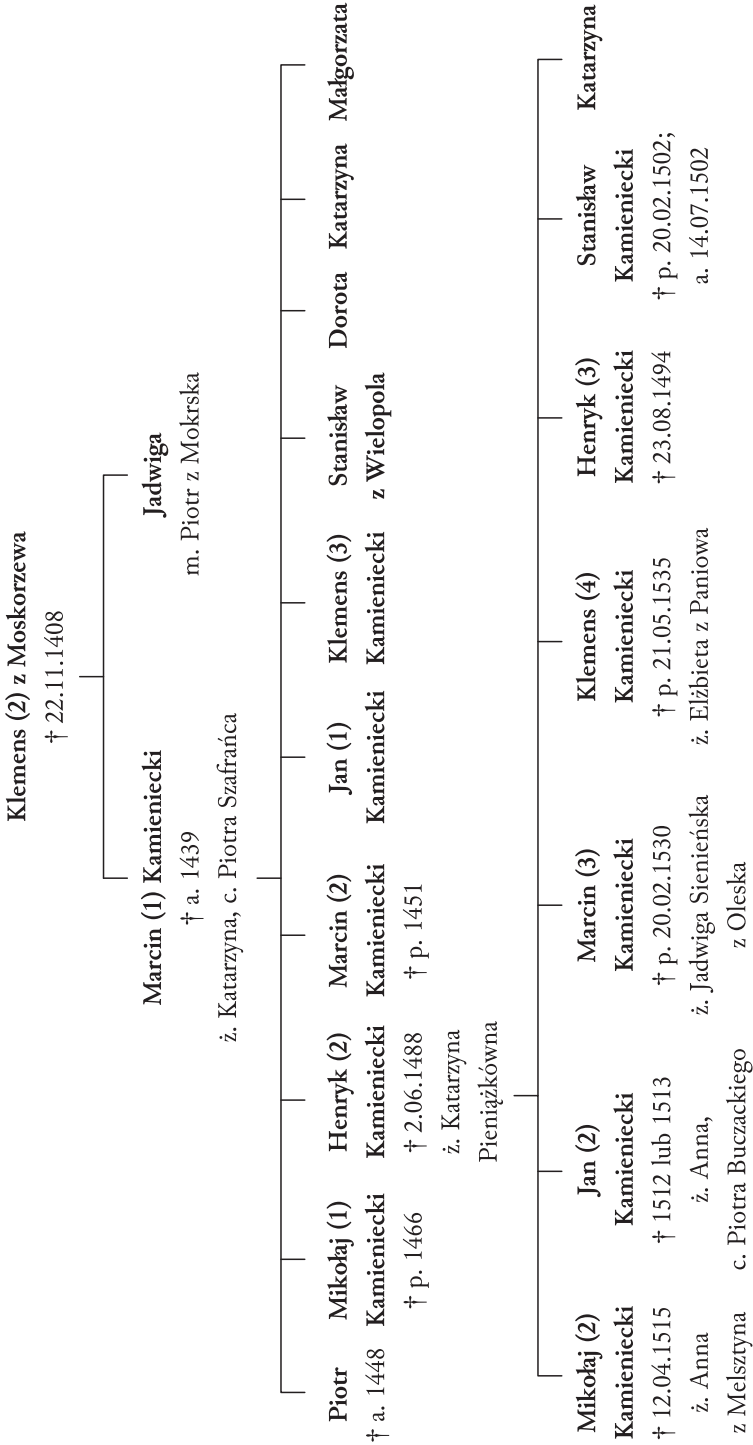 Klemens (2) z Moskorzewa
† 22.11.1408
Marcin (1) Kamieniecki
† a. 1439
ż. Katarzyna, c. Piotra Szafrańca
Jadwiga
m. Piotr z Mokrska
Piotr
† a. 1448
Mikołaj (1)
Kamieniecki
† p. 1466
Henryk (2)
Kamieniecki
† 2.06.1488
ż. Katarzyna
Pieniążkówna
Marcin (2)
Kamieniecki
† p. 1451
Jan (1)
Kamieniecki
Klemens (3)
Kamieniecki
Stanisław
z Wielopola
Dorota
Katarzyna
Małgorzata
Mikołaj (2)
Kamieniecki
† 12.04.1515
ż. Anna
z Melsztyna
Jan (2)
Kamieniecki
† 1512 lub 1513
ż. Anna,
c. Piotra Buczackiego
Marcin (3)
Kamieniecki
† p. 20.02.1530
ż. Jadwiga Sienieńska
z Oleska
Klemens (4)
Kamieniecki
† p. 21.05.1535
ż. Elżbieta z Paniowa
Henryk (3)
Kamieniecki
† 23.08.1494
Stanisław
Kamieniecki
† p. 20.02.1502;
a. 14.07.1502
Katarzyna